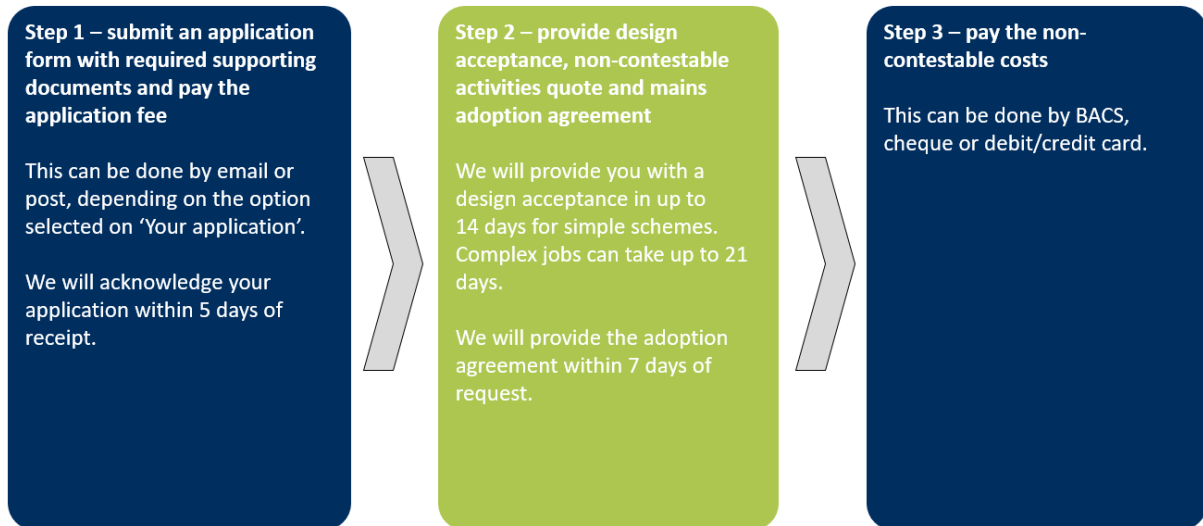 Step 1 – submit an application
form with required supporting
documents and pay the
application fee
This can be done by email or
post, depending on the option
selected on ‘Your application’.
We will acknowledge your
application within 5 days of
receipt.
Step 2 – provide design
acceptance, non-contestable
activities quote and mains
adoption agreement
We will provide you with a
design acceptance in up to
14 days for simple schemes.
Complex jobs can take up to 21
days.
We will provide the adoption
agreement within 7 days of
request.
Step 3 – pay the non-
contestable costs
This can be done by BACS,
cheque or debit/credit card.